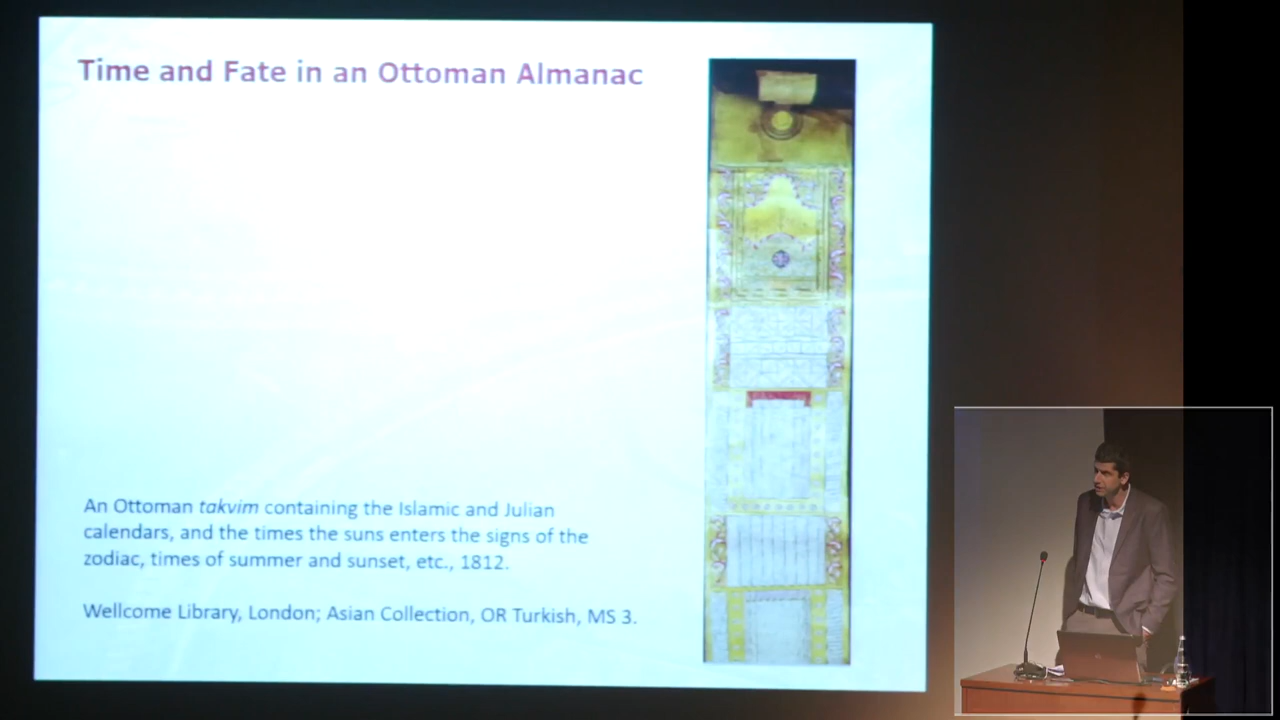 Time and Fate in an Ottoman Almanac
An Ottoman takvim containing the Islamic and Julian
calendars, and the times the suns enters the signs of the
zodiac, times of summer and sunset, etc., 1812.
Wellcome Library, London; Asian Collection, OR Turkish, MS 3.